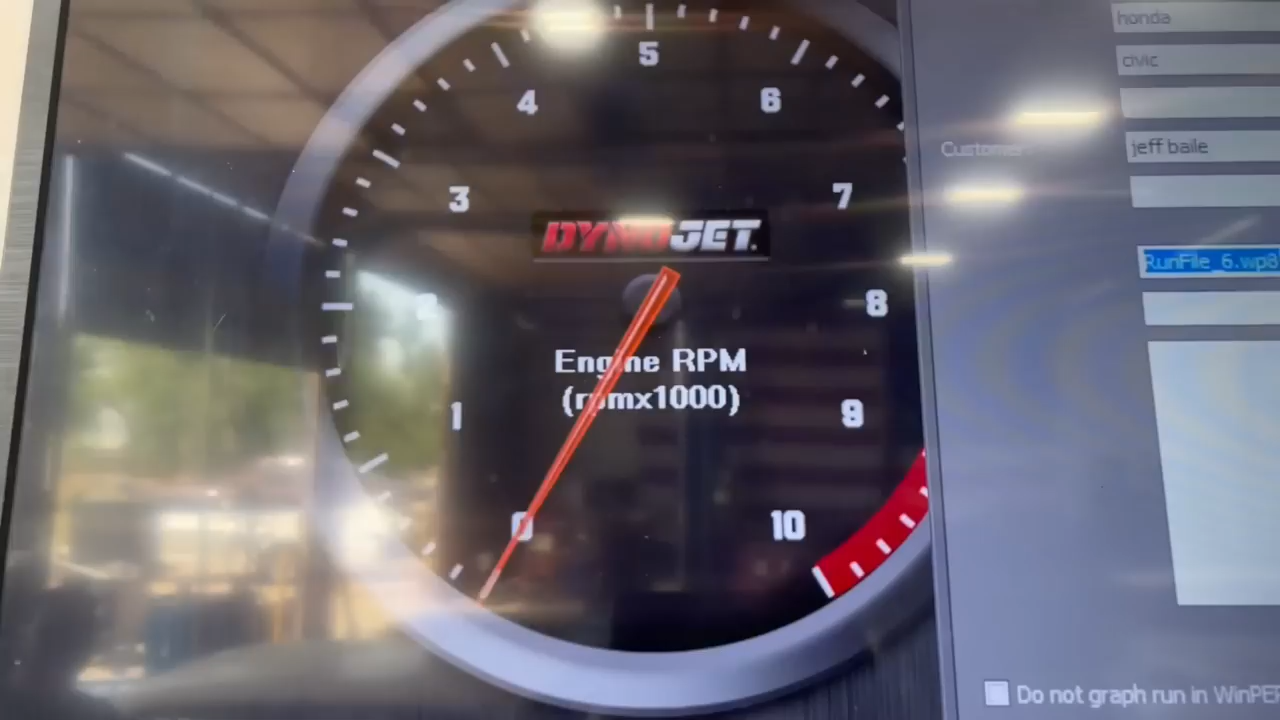 honda
civic
Customer
jeff baile
RunFile_6.wp8
5
4
6
3
7
DYNOJET.
2
8
Engine RPM
(rpmx1000)
1
9
0
10
Do not graph run in WinPEP